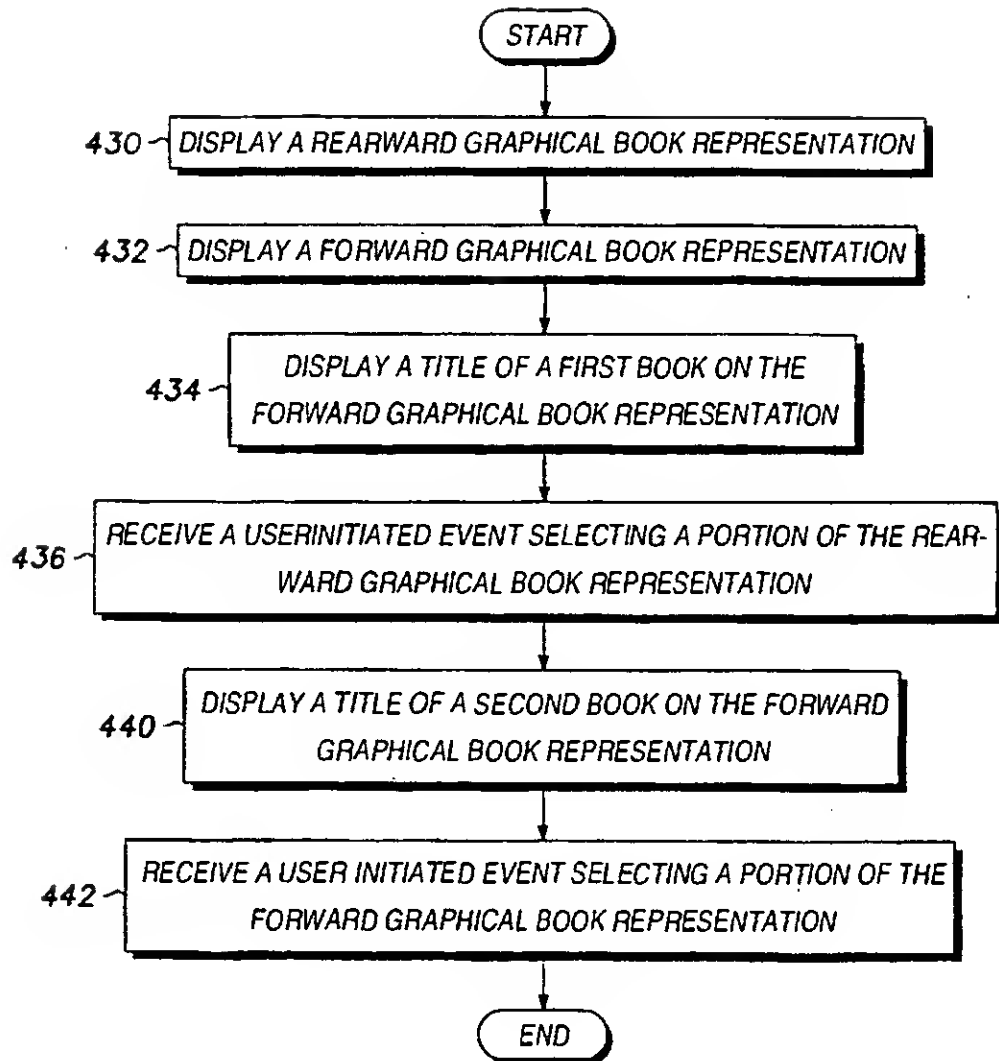 START
430 DISPLAY A REARWARD GRAPHICAL BOOK REPRESENTATION
432 DISPLAY A FORWARD GRAPHICAL BOOK REPRESENTATION
434 DISPLAY A TITLE OF A FIRST BOOK ON THE
FORWARD GRAPHICAL BOOK REPRESENTATION
436 RECEIVE A USERINITIATED EVENT SELECTING A PORTION OF THE REAR-
WARD GRAPHICAL BOOK REPRESENTATION
440 DISPLAY A TITLE OF A SECOND BOOK ON THE FORWARD
GRAPHICAL BOOK REPRESENTATION
442 RECEIVE A USER INITIATED EVENT SELECTING A PORTION OF THE
FORWARD GRAPHICAL BOOK REPRESENTATION
END